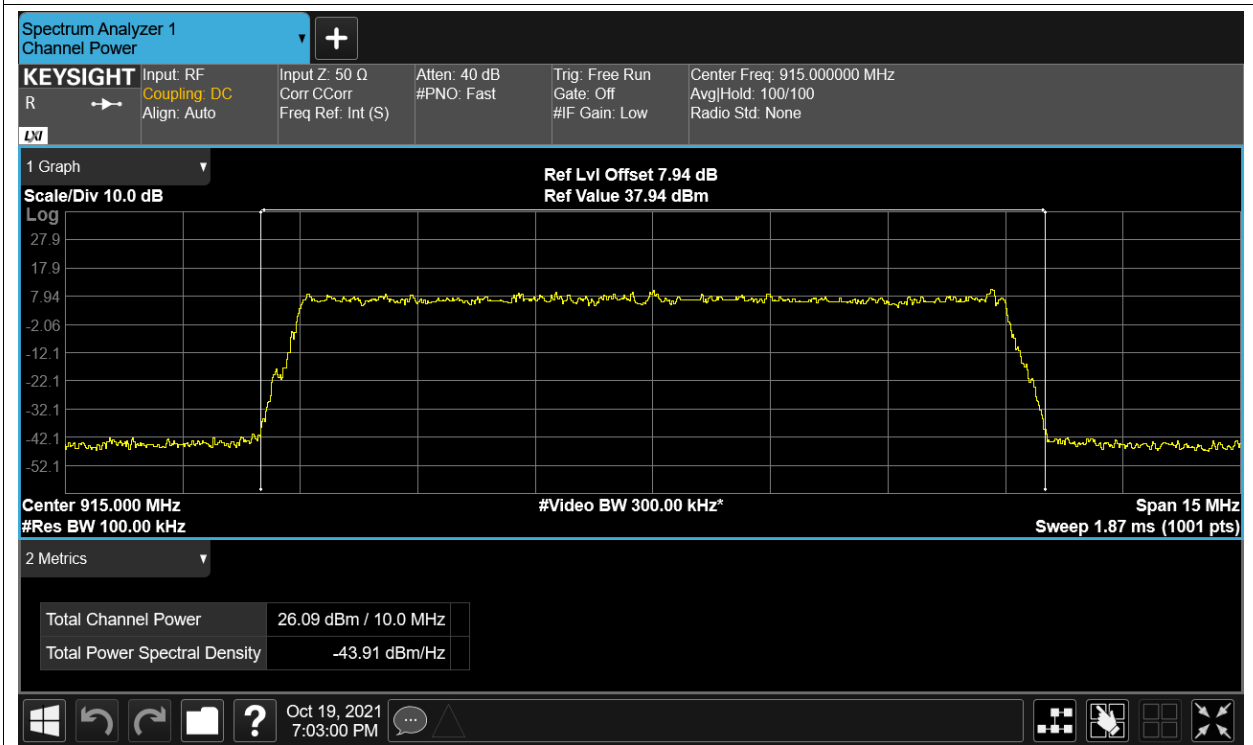 Spectrum Analyzer 1
Channel Power
KEYSIGHT
R
LXI
Input: RF
Coupling: DC
Align: Auto
Input Z: 50 Ω
Corr CCorr
Freq Ref: Int (S)
Atten: 40 dB
#PNO: Fast
Trig: Free Run
Gate: Off
#IF Gain: Low
Center Freq: 915.000000 MHz
Avg|Hold: 100/100
Radio Std: None
1 Graph
Scale/Div 10.0 dB
Ref Lvl Offset 7.94 dB
Ref Value 37.94 dBm
Log
27.9
17.9
7.94
-2.06
-12.1
-22.1
-32.1
-42.1
-52.1
Center 915.000 MHz
#Res BW 100.00 kHz
#Video BW 300.00 kHz*
Span 15 MHz
Sweep 1.87 ms (1001 pts)
2 Metrics
Total Channel Power 26.09 dBm / 10.0 MHz
Total Power Spectral Density -43.91 dBm/Hz
?
Oct 19, 2021
7:03:00 PM